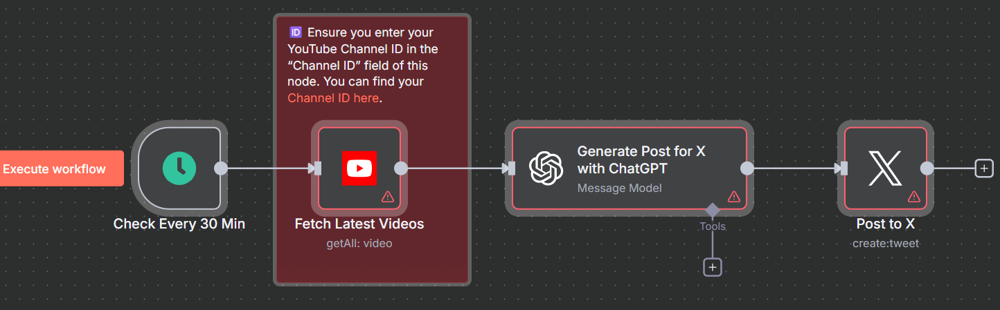 🆔 Ensure you enter your
YouTube Channel ID in the
“Channel ID” field of this
node. You can find your
Channel ID here.
Execute workflow
Check Every 30 Min
Fetch Latest Videos
getAll: video
Generate Post for X
with ChatGPT
Message Model
Tools
Post to X
create:tweet